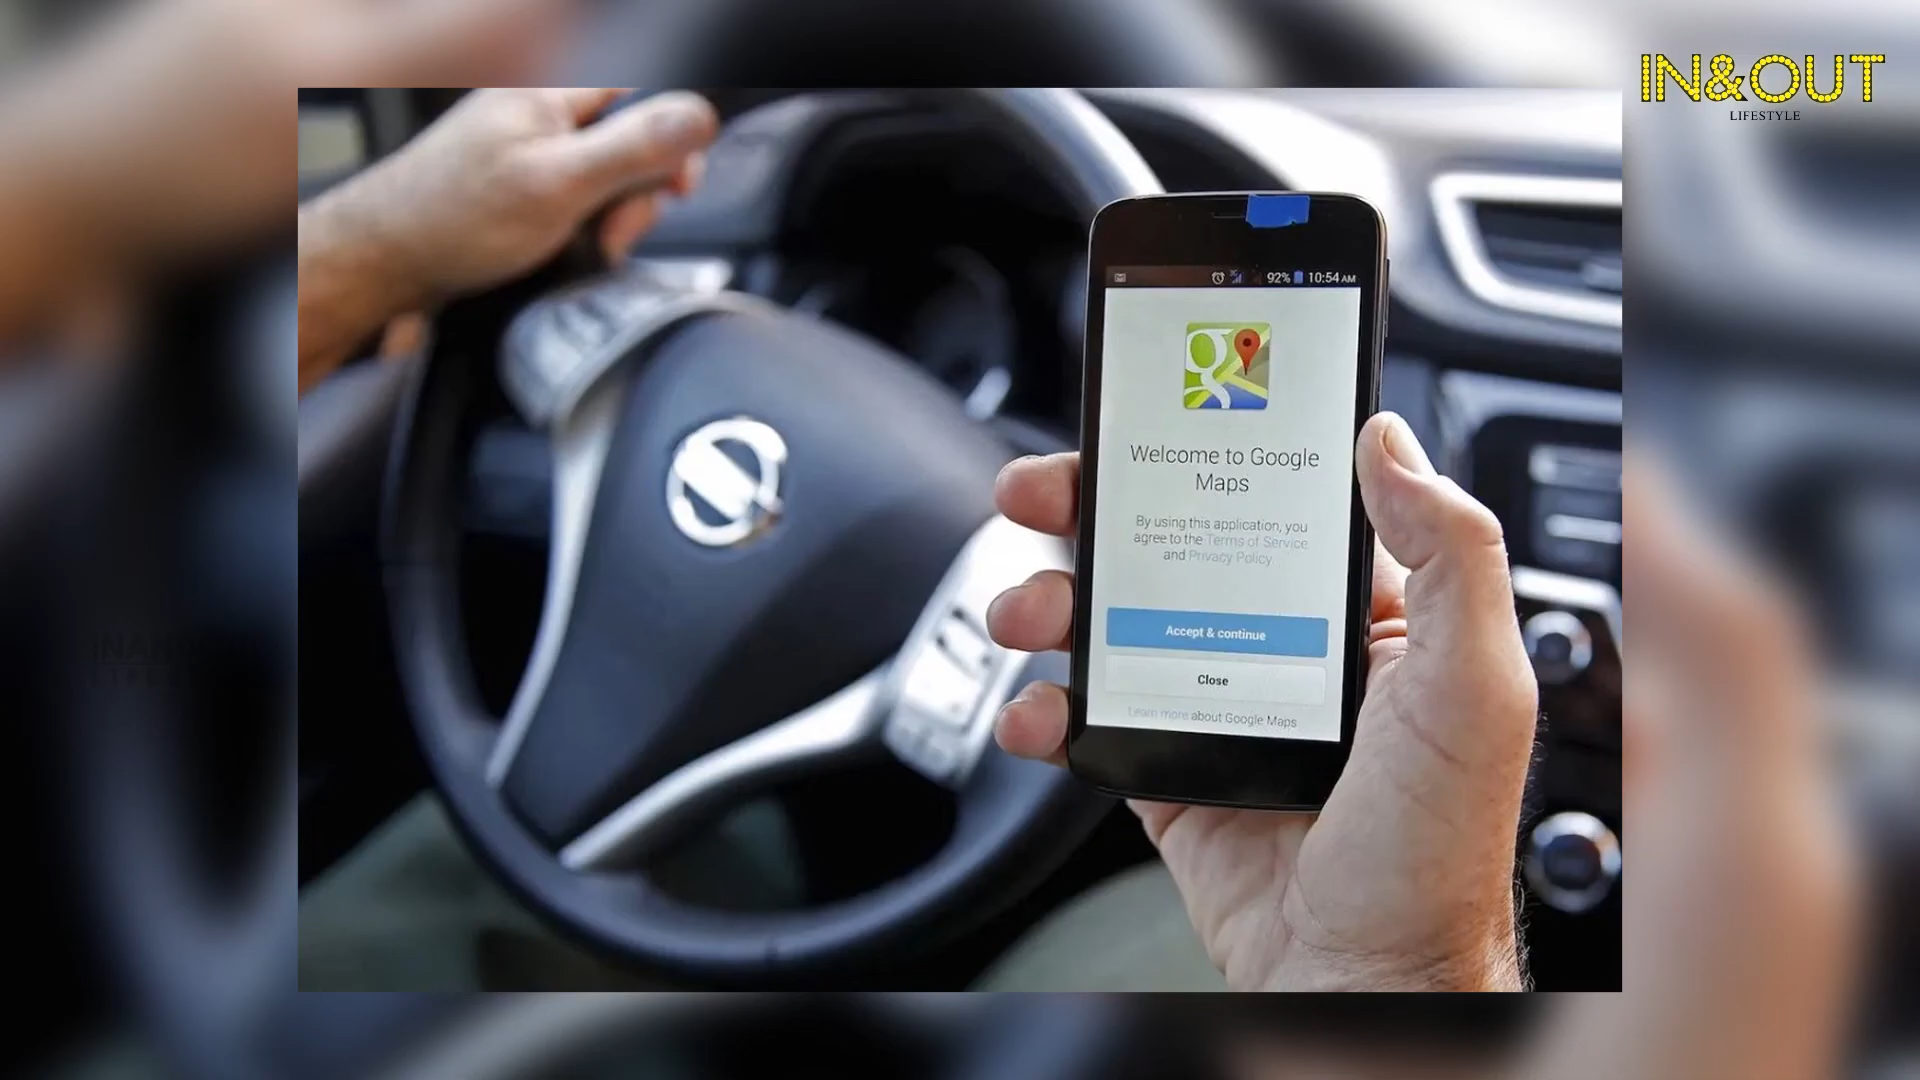 IN&OUT
LIFESTYLE
92% 10:54 AM
Welcome to Google
Maps
By using this application, you
agree to the Terms of Service
and Privacy Policy.
Accept & continue
Close
Learn more about Google Maps